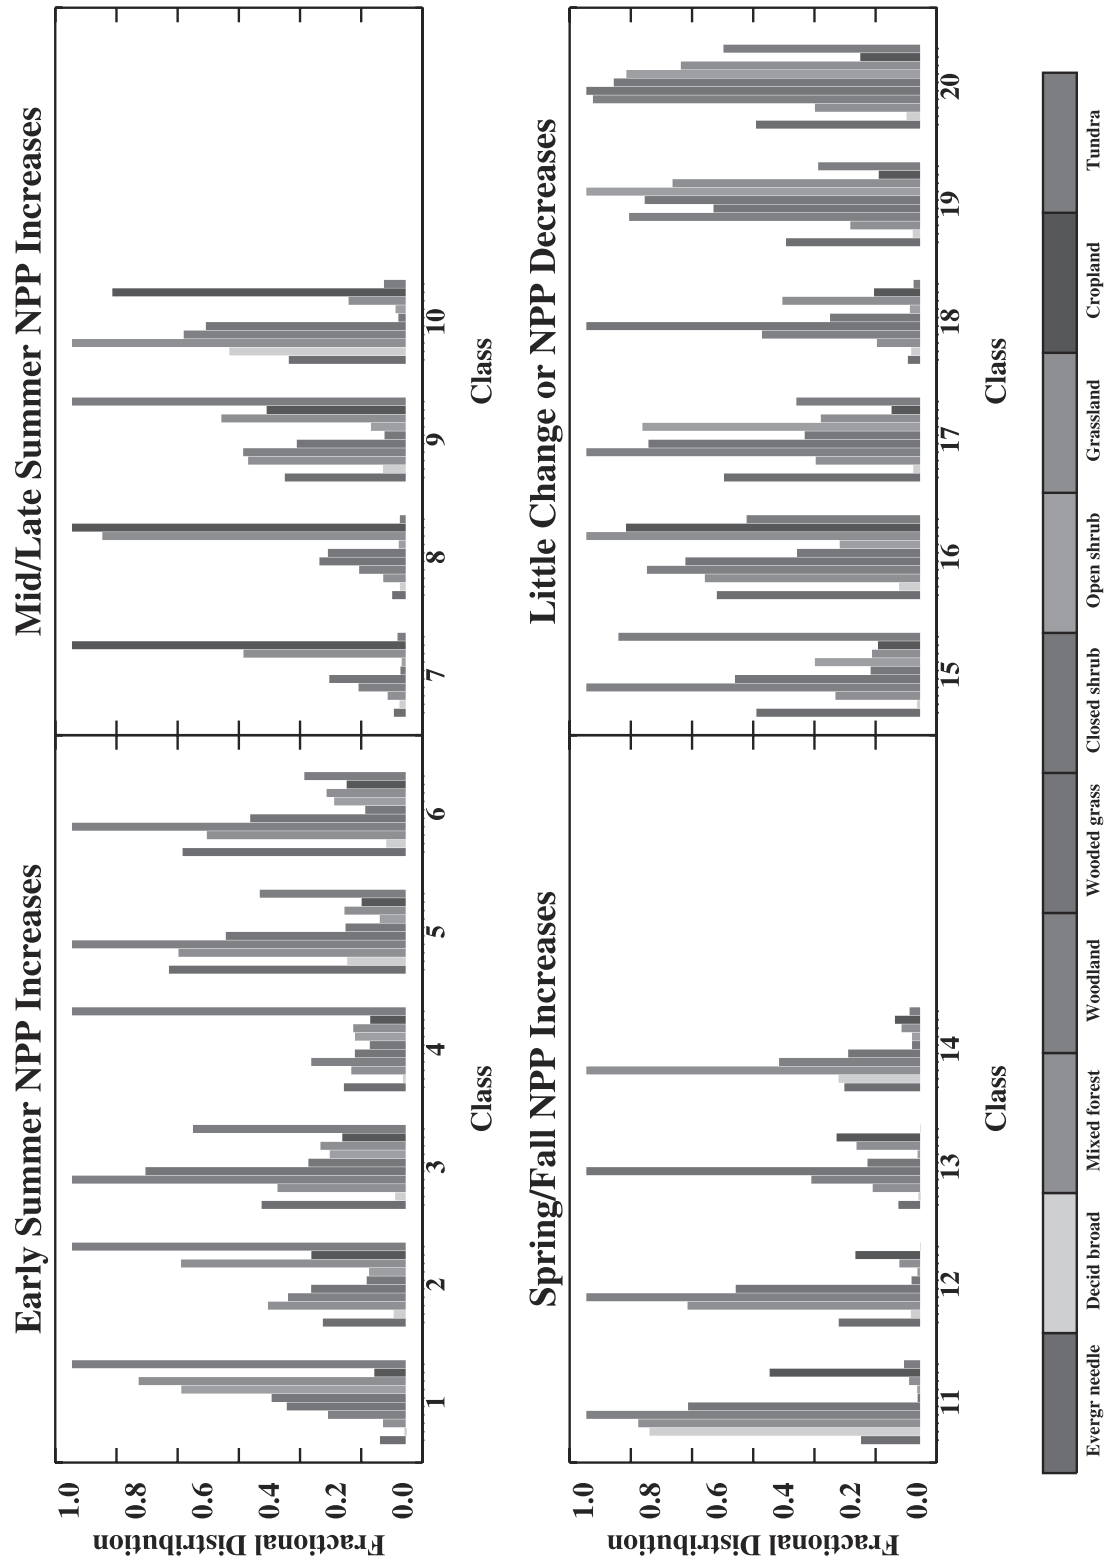 Early Summer NPP Increases
Mid/Late Summer NPP Increases
Fractional Distribution
1.0
0.8
0.6
0.4
0.2
0.0
1 2 3 4 5 6
7 8 9 10
Class
Class
Spring/Fall NPP Increases
Little Change or NPP Decreases
Fractional Distribution
1.0
0.8
0.6
0.4
0.2
0.0
11 12 13 14
15 16 17 18 19 20
Class
Class
Evergr needle
Decid broad
Mixed forest
Woodland
Wooded grass
Closed shrub
Open shrub
Grassland
Cropland
Tundra